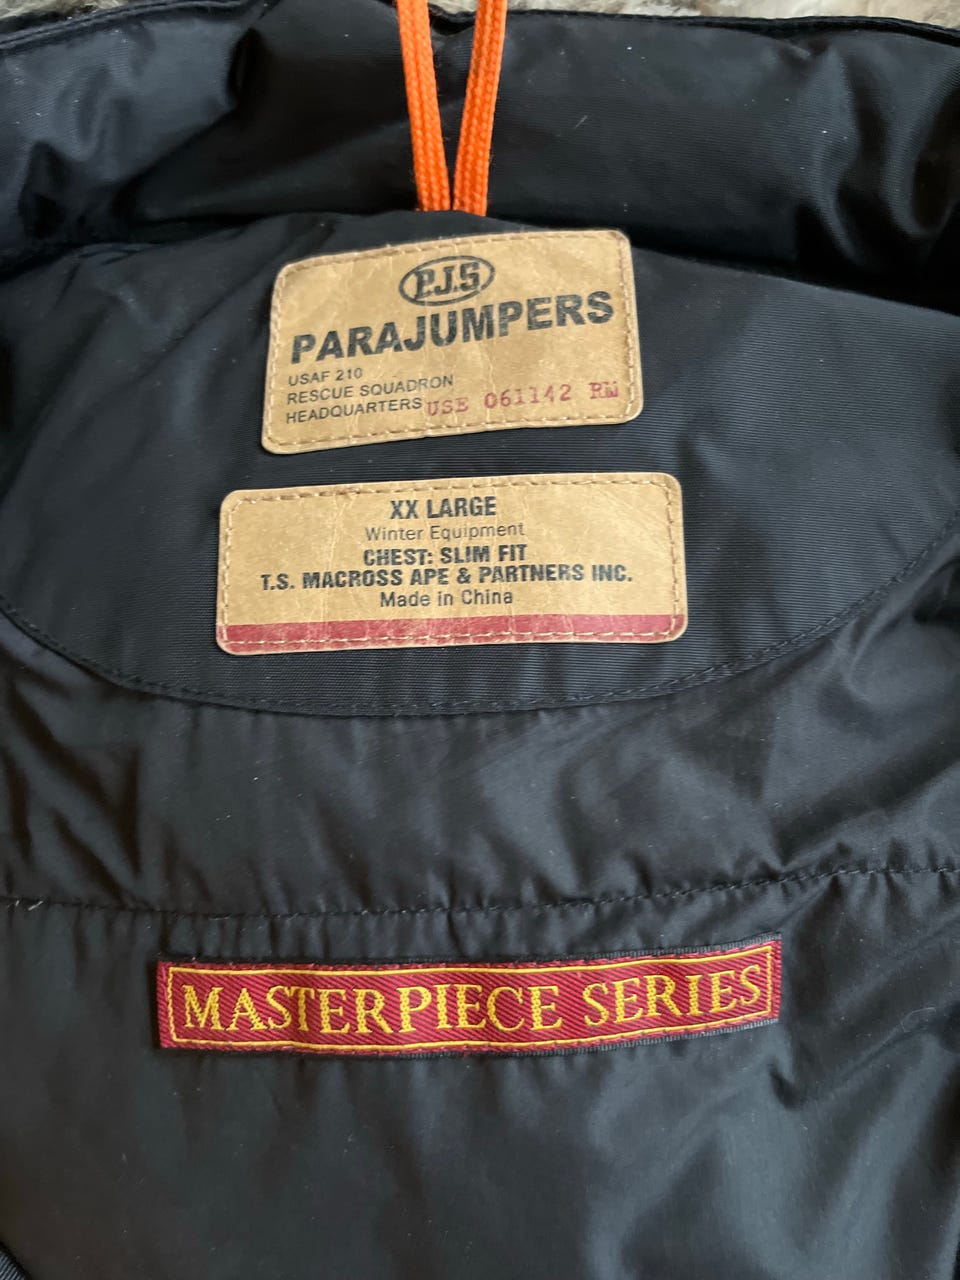 P.J.S
PARAJUMPERS
USAF 210
RESCUE SQUADRON
HEADQUARTERS USE 061142 RW
XX LARGE
Winter Equipment
CHEST: SLIM FIT
T.S. MACROSS APE & PARTNERS INC.
Made in China
MASTERPIECE SERIES